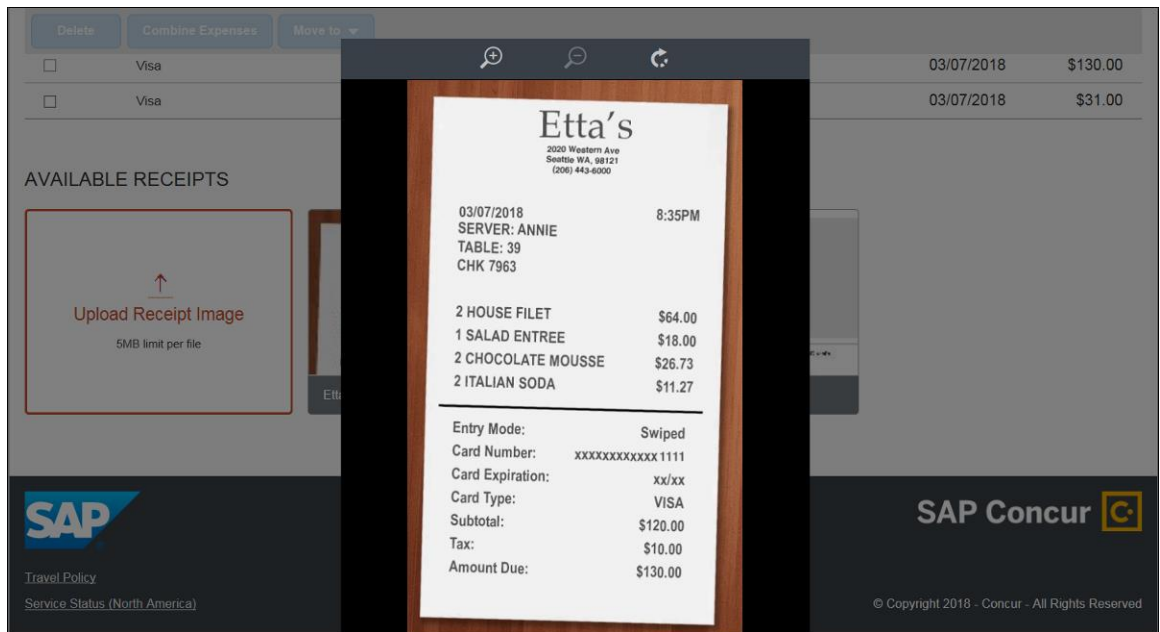 Delete Combine Expenses Move to
Visa 03/07/2018 $130.00
Visa 03/07/2018 $31.00
AVAILABLE RECEIPTS
Upload Receipt Image
5MB limit per file
Etta's
2020 Western Ave
Seattle WA, 98121
(206) 443-6000
03/07/2018 8:35PM
SERVER: ANNIE
TABLE: 39
CHK 7963
2 HOUSE FILET $64.00
1 SALAD ENTREE $18.00
2 CHOCOLATE MOUSSE $26.73
2 ITALIAN SODA $11.27
Entry Mode: Swiped
Card Number: xxxxxxxxxxxx1111
Card Expiration: xx/xx
Card Type: VISA
Subtotal: $120.00
Tax: $10.00
Amount Due: $130.00
SAP
SAP Concur
Travel Policy
Service Status (North America)
© Copyright 2018 - Concur - All Rights Reserved